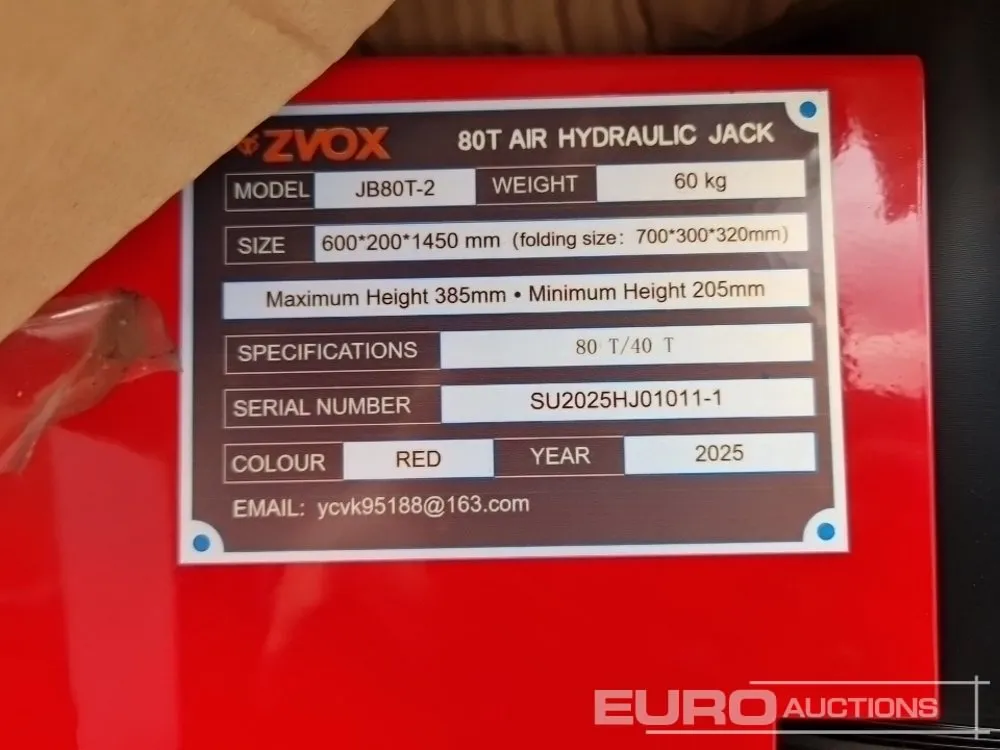 ZVOX 80T AIR HYDRAULIC JACK
MODEL JB80T-2 WEIGHT 60 kg
SIZE 600*200*1450 mm (folding size: 700*300*320mm)
Maximum Height 385mm • Minimum Height 205mm
SPECIFICATIONS 80 T/40 T
SERIAL NUMBER SU2025HJ01011-1
COLOUR RED YEAR 2025
EMAIL: ycvk95188@163.com
EURO AUCTIONS